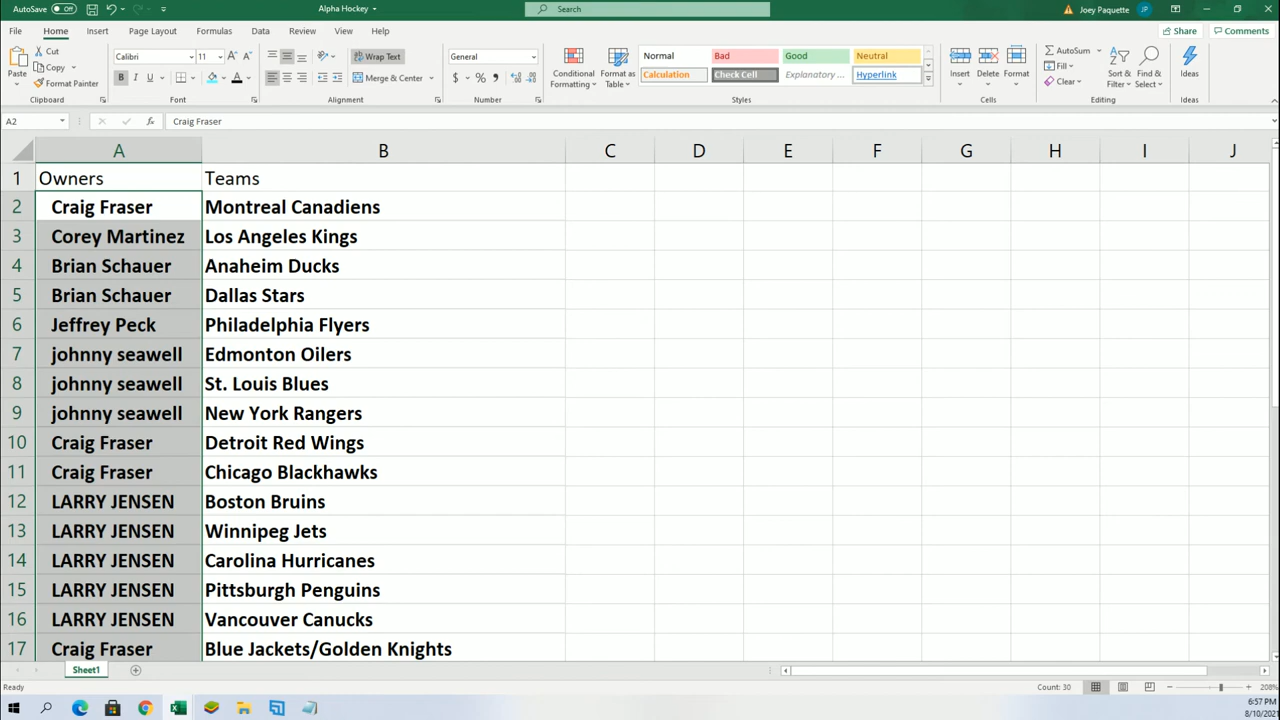 AutoSave Off
Alpha Hockey
Search
Joey Paquette JP
File Home Insert Page Layout Formulas Data Review View Help
Share Comments
Paste
Cut
Copy
Format Painter
Clipboard
Calibri 11
B I U
Font
Wrap Text
Merge & Center
Alignment
General
$ % ,
Number
Conditional Formatting
Format as Table
Normal Bad Good Neutral
Calculation Check Cell Explanatory ... Hyperlink
Styles
Insert Delete Format
Cells
AutoSum
Fill
Clear
Sort & Filter
Find & Select
Editing
Ideas
Ideas
A2 fx Craig Fraser
A B C D E F G H I J
1 Owners Teams
2 Craig Fraser Montreal Canadiens
3 Corey Martinez Los Angeles Kings
4 Brian Schauer Anaheim Ducks
5 Brian Schauer Dallas Stars
6 Jeffrey Peck Philadelphia Flyers
7 johnny seawell Edmonton Oilers
8 johnny seawell St. Louis Blues
9 johnny seawell New York Rangers
10 Craig Fraser Detroit Red Wings
11 Craig Fraser Chicago Blackhawks
12 LARRY JENSEN Boston Bruins
13 LARRY JENSEN Winnipeg Jets
14 LARRY JENSEN Carolina Hurricanes
15 LARRY JENSEN Pittsburgh Penguins
16 LARRY JENSEN Vancouver Canucks
17 Craig Fraser Blue Jackets/Golden Knights
Sheet1
Ready Count: 30 208%
6:57 PM